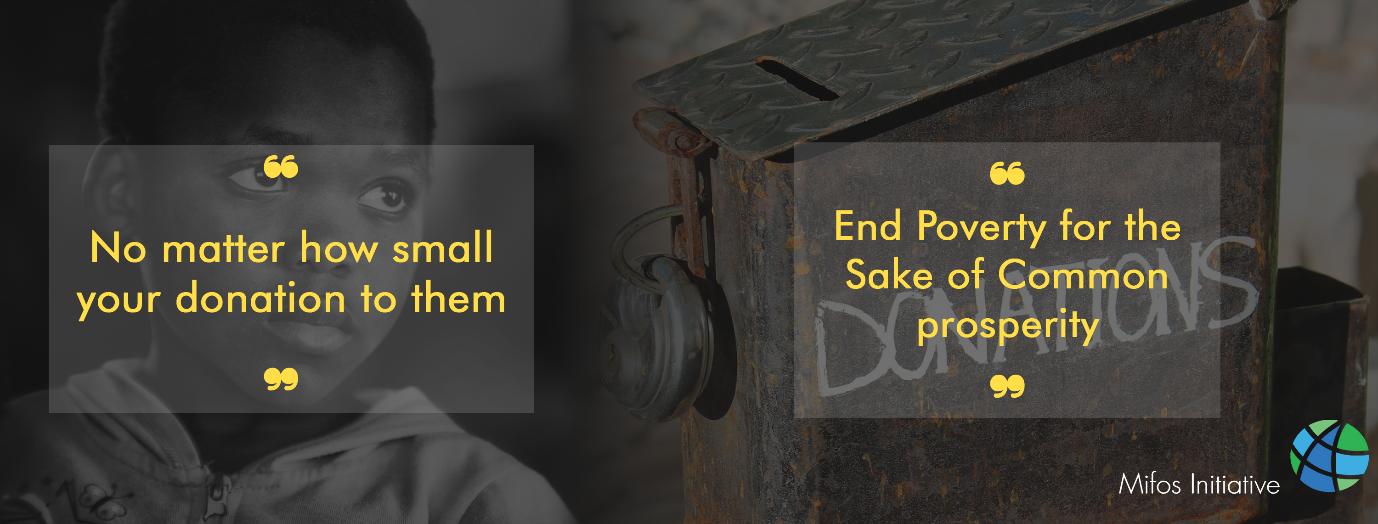 ❝
No matter how small
your donation to them
❞
❝
End Poverty for the
Sake of Common
prosperity
❞
DONATIONS
Mifos Initiative